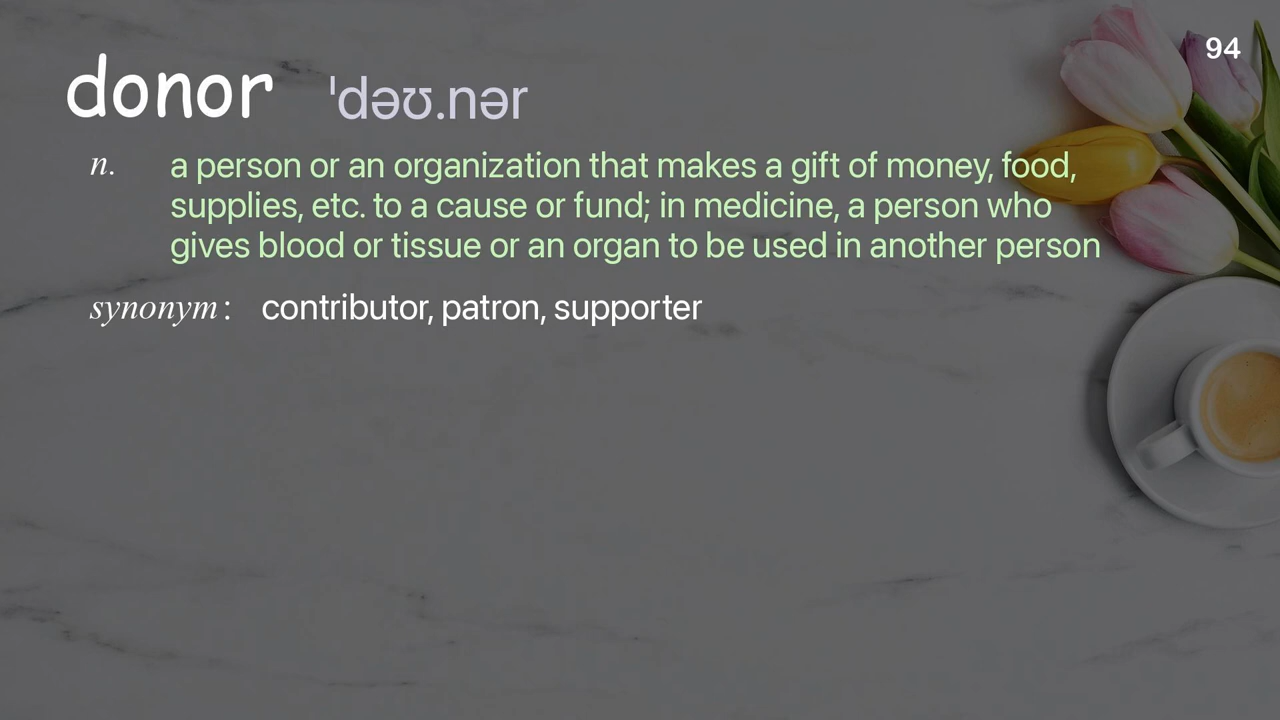 94
donor ˈdəʊ.nər
n. a person or an organization that makes a gift of money, food,
supplies, etc. to a cause or fund; in medicine, a person who
gives blood or tissue or an organ to be used in another person
synonym: contributor, patron, supporter